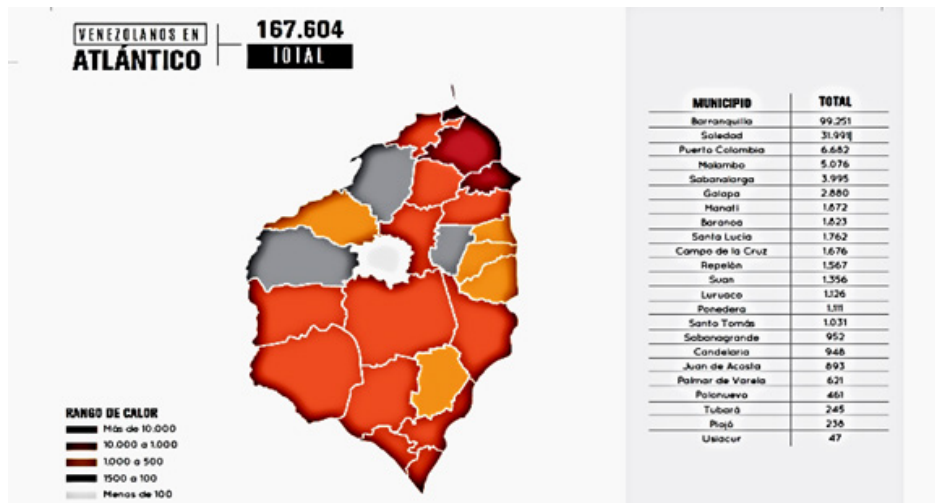 VENEZOLANOS EN
ATLÁNTICO
167.604
TOTAL
MUNICIPIO TOTAL
Barranquilla 99.251
Soledad 31.991
Puerto Colombia 6.682
Malambo 5.076
Sabanalarga 3.995
Galapa 2.880
Manatí 1.872
Baranoa 1.823
Santa Lucía 1.762
Campo de la Cruz 1.676
Repelón 1.567
Suan 1.356
Luruaco 1.126
Ponedera 1.111
Santo Tomás 1.031
Sabanagrande 952
Candelaria 948
Juan de Acosta 893
Palmar de Varela 621
Polonuevo 461
Tubará 245
Piojó 238
Usiacur 47
RANGO DE CALOR
Más de 10.000
10.000 a 1.000
1.000 a 500
1500 a 100
Menos de 100